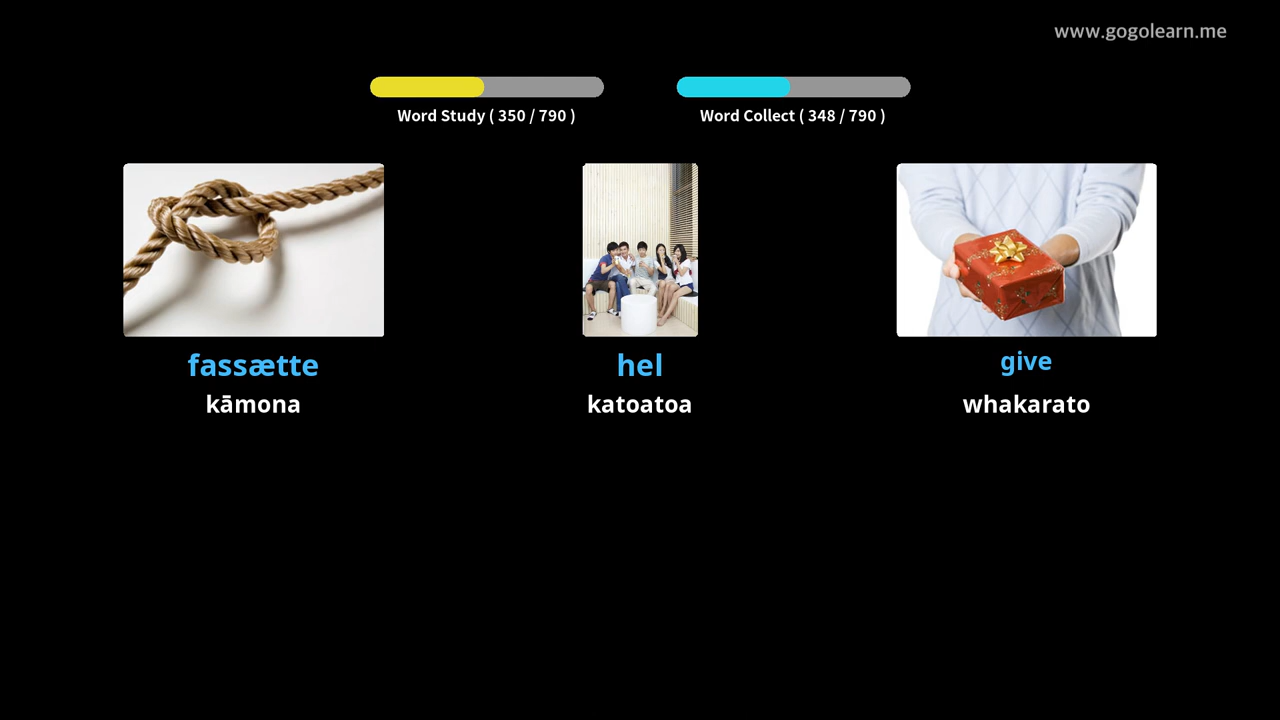 www.gogolearn.me
Word Study ( 350 / 790 )
Word Collect ( 348 / 790 )
fassætte
kāmona
hel
katoatoa
give
whakarato